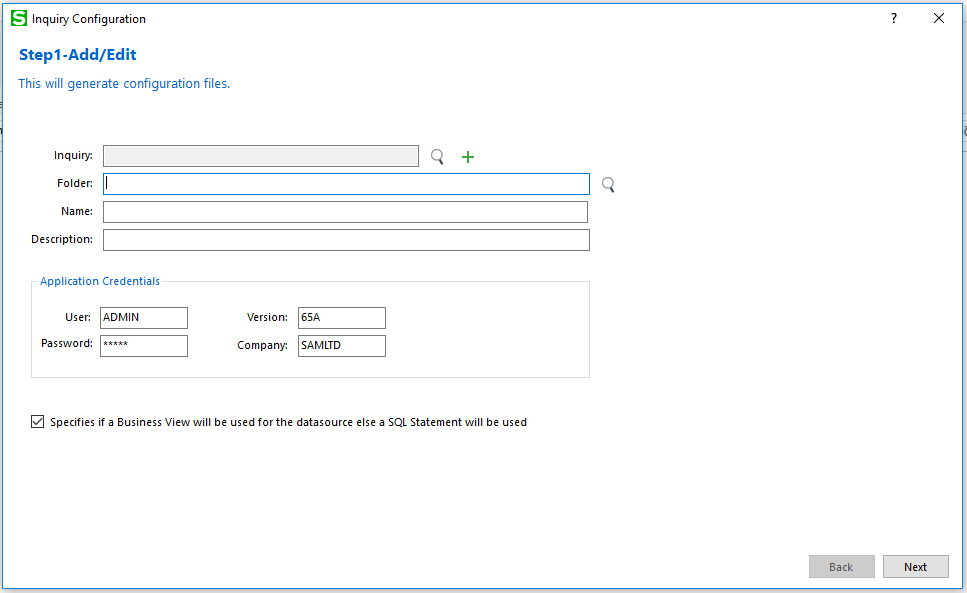 S Inquiry Configuration ?
Step1-Add/Edit
This will generate configuration files.
Inquiry:
Folder:
Name:
Description:
Application Credentials
User: ADMIN Version: 65A
Password: ***** Company: SAMLTD
Specifies if a Business View will be used for the datasource else a SQL Statement will be used
Back Next